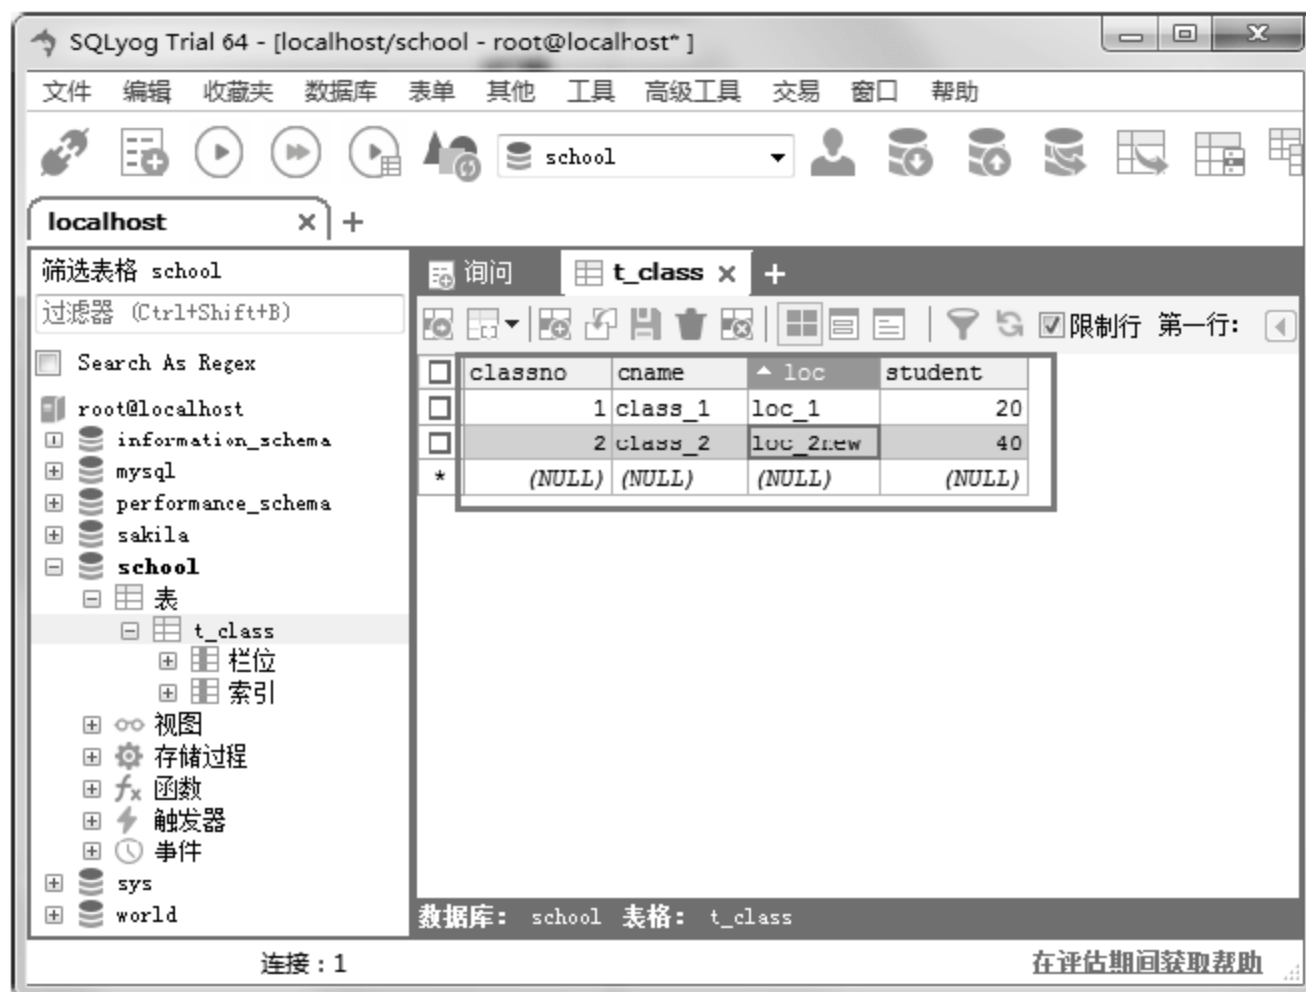 SQLyog Trial 64 - [localhost/school - root@localhost* ]
文件 编辑 收藏夹 数据库 表单 其他 工具 高级工具 交易 窗口 帮助
school
localhost
筛选表格 school
过滤器 (Ctrl+Shift+B)
Search As Regex
root@localhost
information_schema
mysql
performance_schema
sakila
school
表
t_class
栏位
索引
视图
存储过程
函数
触发器
事件
sys
world
询问 t_class
限制行 第一行:
classno cname loc student
1 class_1 loc_1 20
2 class_2 loc_2new 40
* (NULL) (NULL) (NULL) (NULL)
数据库: school 表格: t_class
连接：1 在评估期间获取帮助